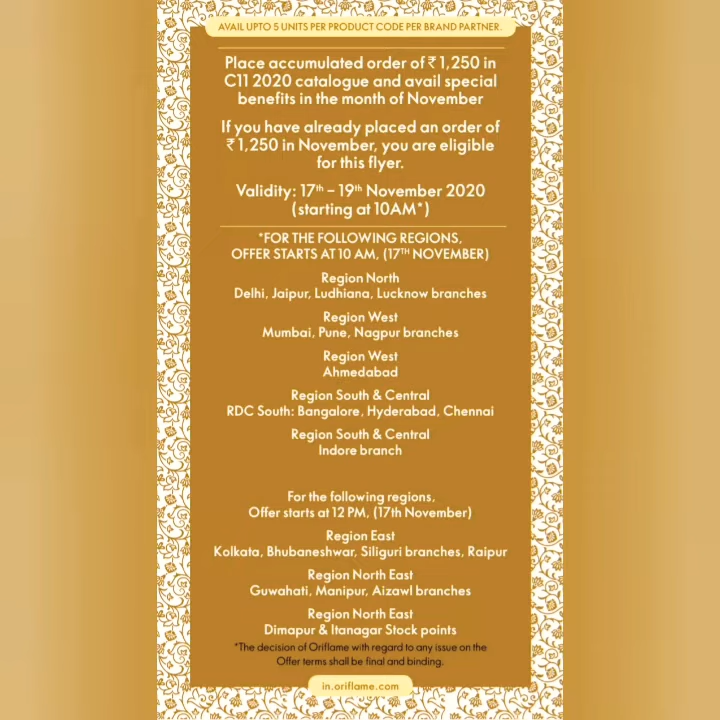 AVAIL UPTO 5 UNITS PER PRODUCT CODE PER BRAND PARTNER.
Place accumulated order of ₹1,250 in
C11 2020 catalogue and avail special
benefits in the month of November
If you have already placed an order of
₹1,250 in November, you are eligible
for this flyer.
Validity: 17th – 19th November 2020
(starting at 10AM*)
*FOR THE FOLLOWING REGIONS,
OFFER STARTS AT 10 AM, (17TH NOVEMBER)
Region North
Delhi, Jaipur, Ludhiana, Lucknow branches
Region West
Mumbai, Pune, Nagpur branches
Region West
Ahmedabad
Region South & Central
RDC South: Bangalore, Hyderabad, Chennai
Region South & Central
Indore branch
For the following regions,
Offer starts at 12 PM, (17th November)
Region East
Kolkata, Bhubaneshwar, Siliguri branches, Raipur
Region North East
Guwahati, Manipur, Aizawl branches
Region North East
Dimapur & Itanagar Stock points
*The decision of Oriflame with regard to any issue on the
Offer terms shall be final and binding.
in.oriflame.com